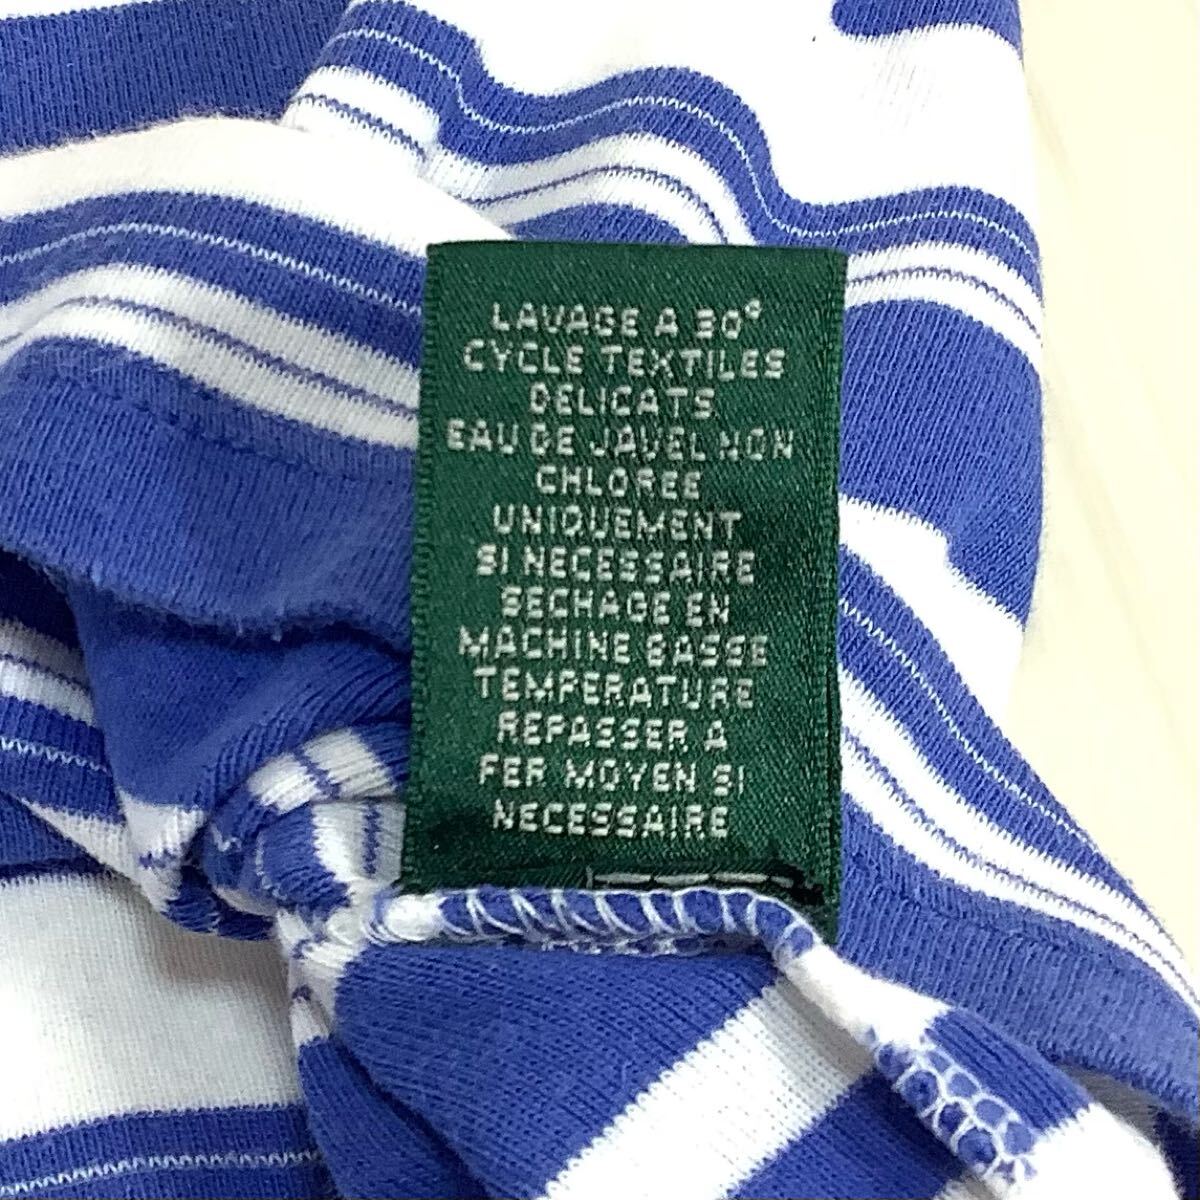 LAVAGE A 30°
CYCLE TEXTILES
DELICATS
EAU DE JAVEL NON
CHLOREE
UNIQUEMENT
SI NECESSAIRE
SECHAGE EN
MACHINE BASSE
TEMPERATURE
REPASSER A
FER MOYEN SI
NECESSAIRE